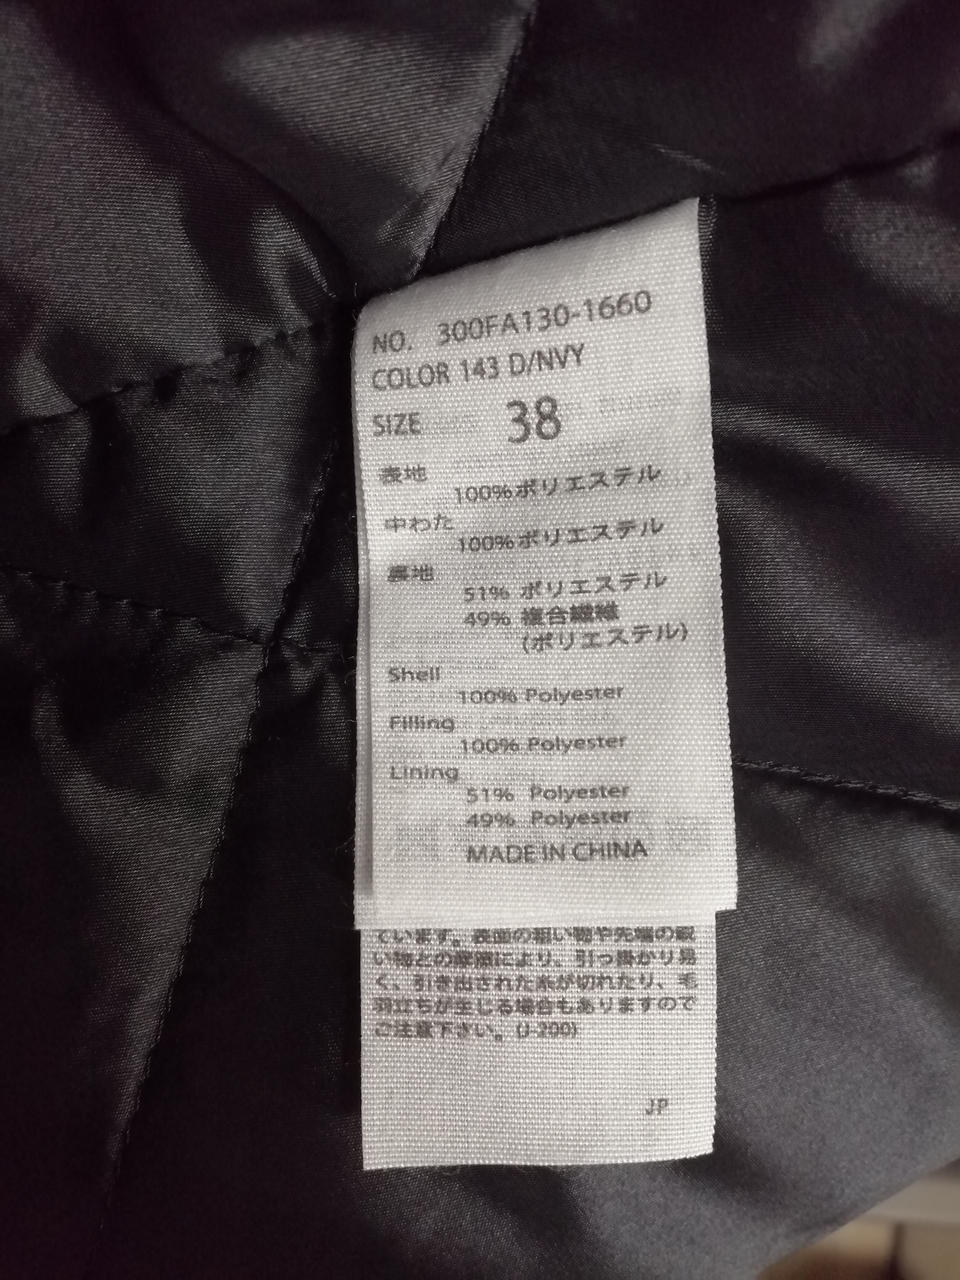 NO. 300FA130-1660
COLOR 143 D/NVY
SIZE 38
表地
100%ポリエステル
中わた
100%ポリエステル
裏地
51% ポリエステル
49% 複合繊維
(ポリエステル)
Shell
100% Polyester
Filling
100% Polyester
Lining
51% Polyester
49% Polyester
MADE IN CHINA
ています。表面の粗い物や先端の鋭
い物との摩擦により、引っ掛かり易
く、引き出された糸が切れたり、毛
羽立ちが生じる場合もありますので
ご注意下さい。(J-200)
JP